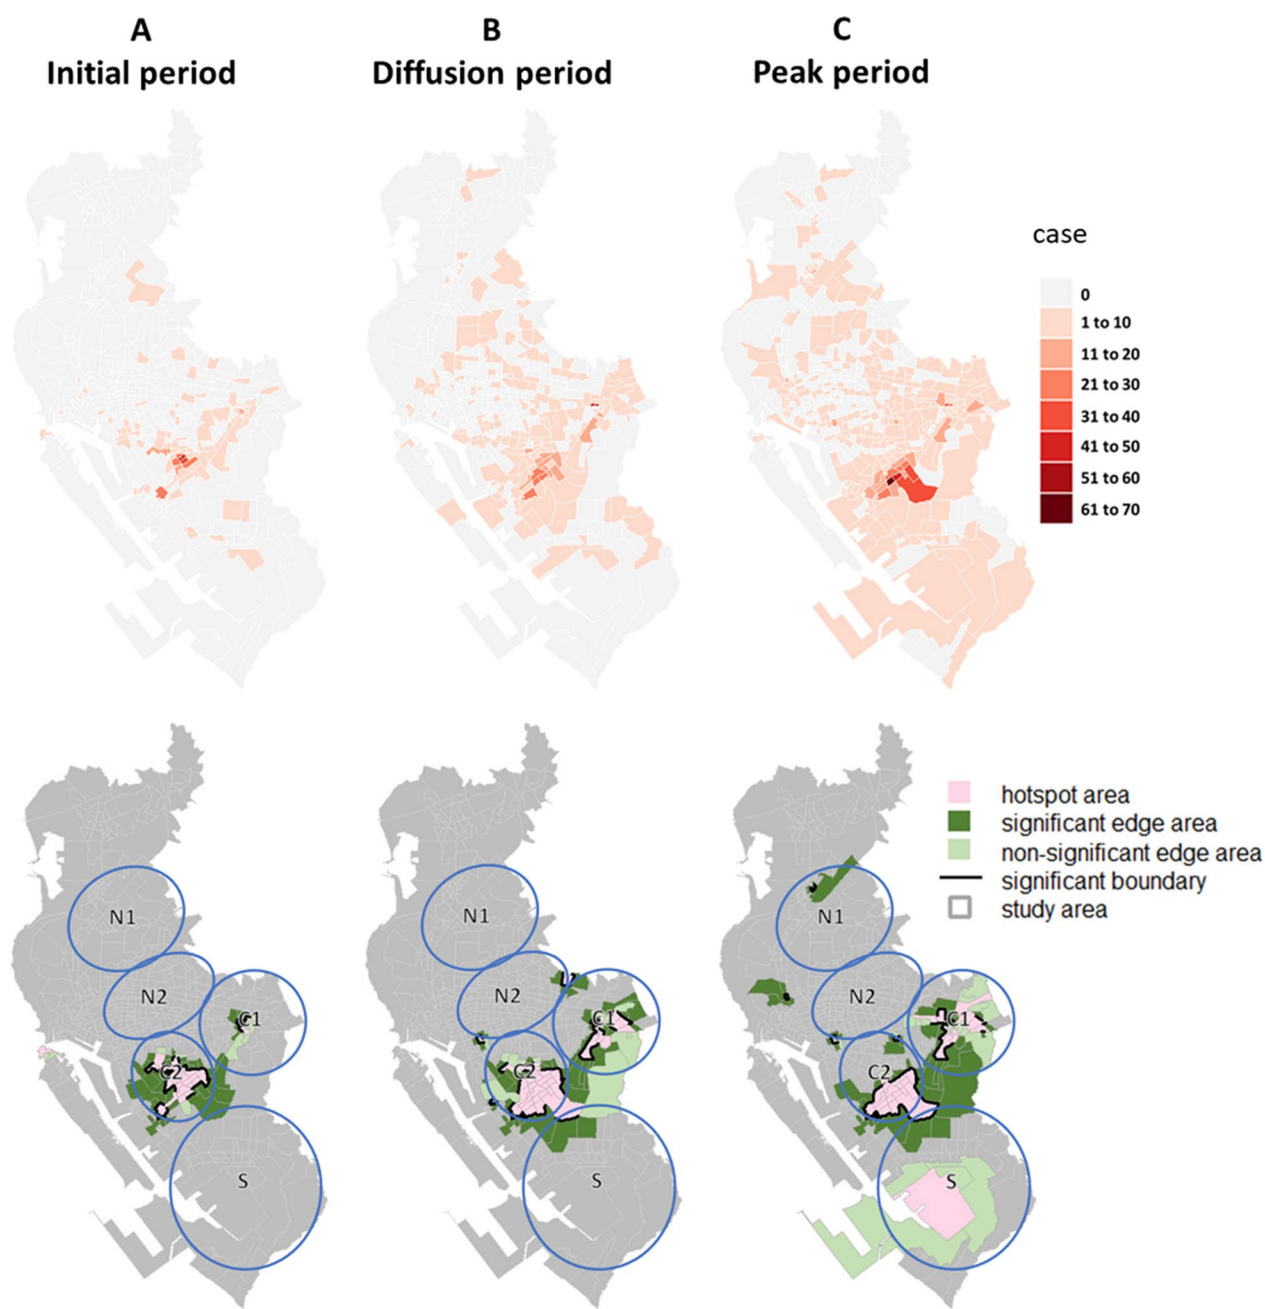 A
B
C
Initial period
Diffusion period
Peak period
case
0
1 to 10
11 to 20
21 to 30
31 to 40
41 to 50
51 to 60
61 to 70
hotspot area
significant edge area
non-significant edge area
significant boundary
study area
N1
N2
C1
C2
S
N1
N2
C1
C2
S
N1
N2
C1
C2
S